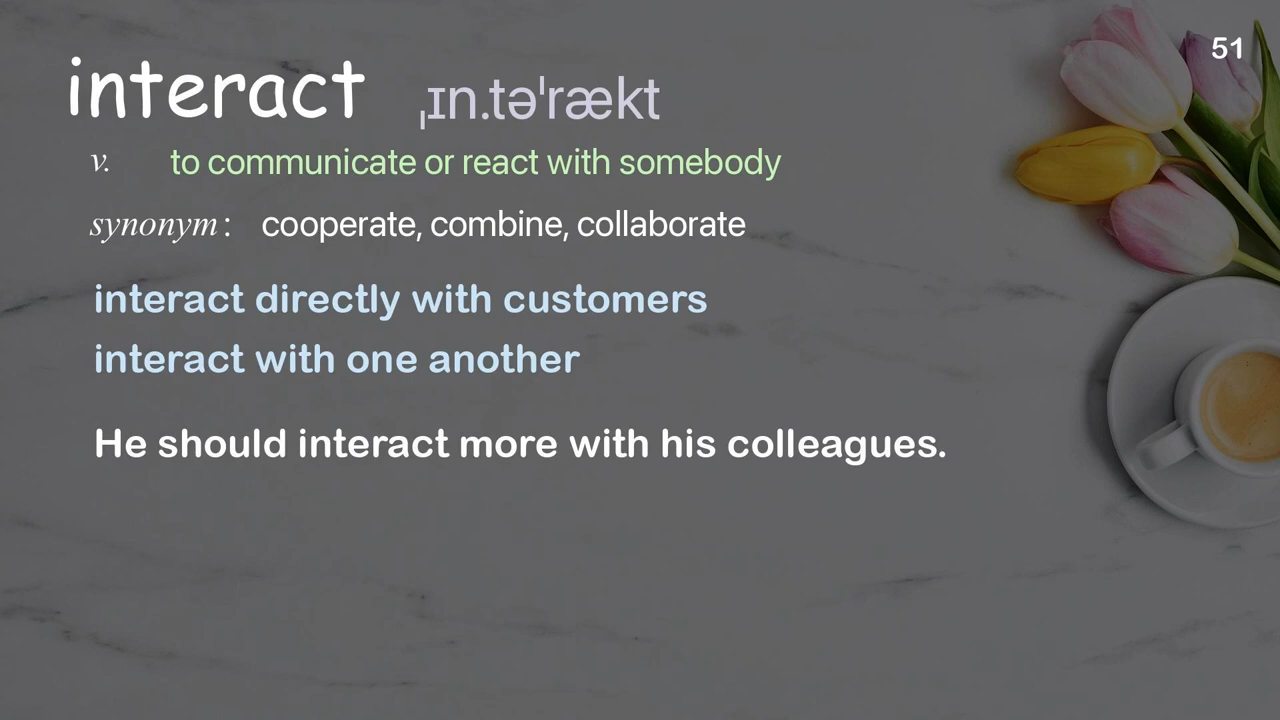 51
interact ˌɪn.təˈrækt
v. to communicate or react with somebody
synonym: cooperate, combine, collaborate
interact directly with customers
interact with one another
He should interact more with his colleagues.